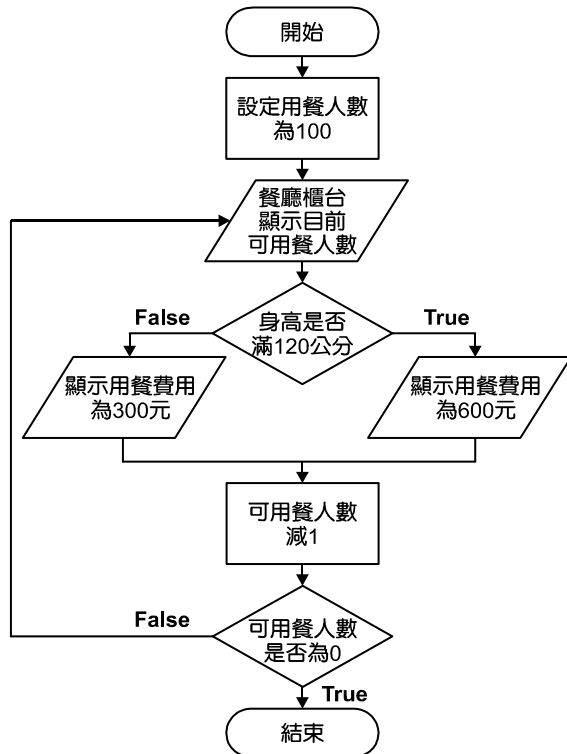 開始
設定用餐人數
為100
餐廳櫃台
顯示目前
可用餐人數
False
身高是否
滿120公分
True
顯示用餐費用
為300元
顯示用餐費用
為600元
可用餐人數
減1
False
可用餐人數
是否為0
True
結束